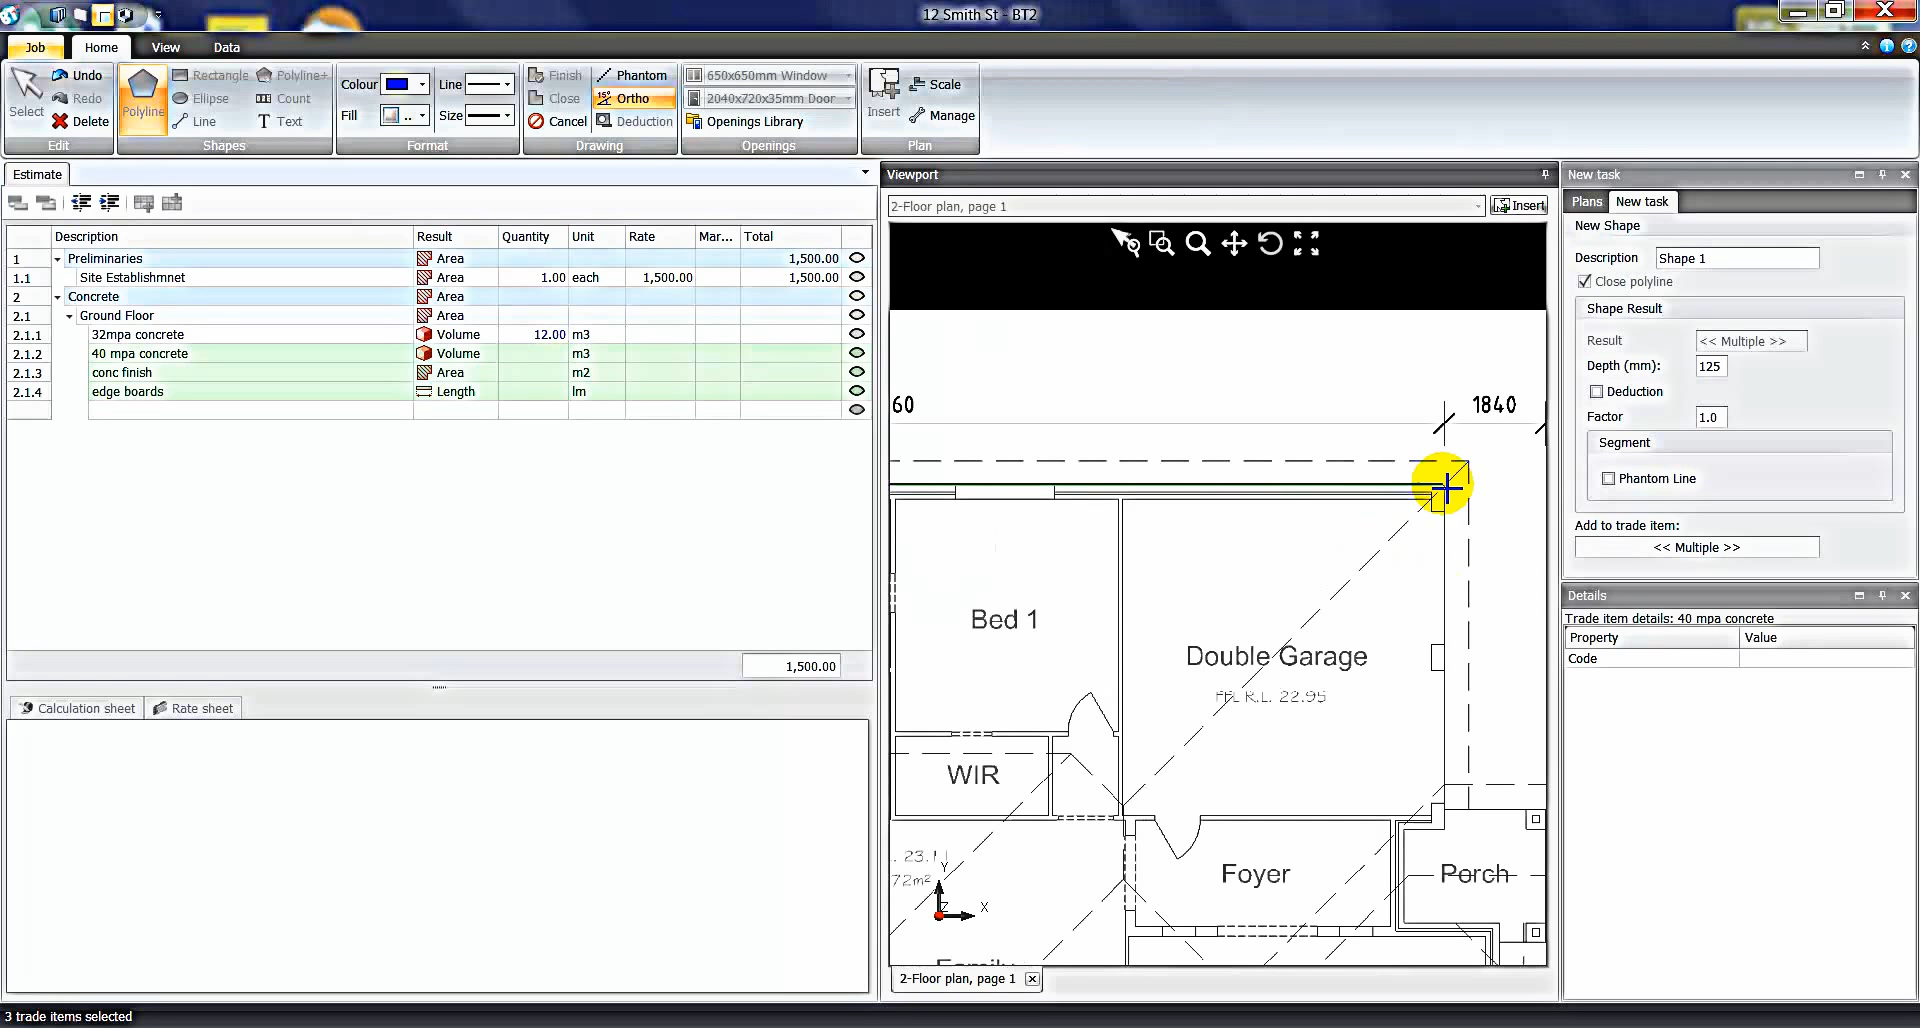 12 Smith St - BT2
Job Home View Data
Select
Undo
Redo
Delete
Edit
Polyline
Rectangle
Ellipse
Line
Polyline+
Count
Text
Shapes
Colour
Line
Fill
..
Size
Format
Finish
Close
Cancel
Phantom
15°
Ortho
Deduction
Drawing
650x650mm Window
2040x720x35mm Door
Openings Library
Openings
Insert
Scale
Manage
Plan
Estimate
Description Result Quantity Unit Rate Mar... Total
1 Preliminaries Area 1,500.00
1.1 Site Establishmnet Area 1.00 each 1,500.00 1,500.00
2 Concrete Area
2.1 Ground Floor Area
2.1.1 32mpa concrete Volume 12.00 m3
2.1.2 40 mpa concrete Volume m3
2.1.3 conc finish Area m2
2.1.4 edge boards Length lm
1,500.00
Calculation sheet Rate sheet
Viewport
2-Floor plan, page 1
Insert
60
1840
Bed 1
Double Garage
FFL R.L. 22.95
WIR
Foyer
Porch
72m²
Y
Z
X
Family
2-Floor plan, page 1
New task
Plans New task
New Shape
Description Shape 1
Close polyline
Shape Result
Result << Multiple >>
Depth (mm): 125
Deduction
Factor 1.0
Segment
Phantom Line
Add to trade item:
<< Multiple >>
Details
Trade item details: 40 mpa concrete
Property Value
Code
3 trade items selected